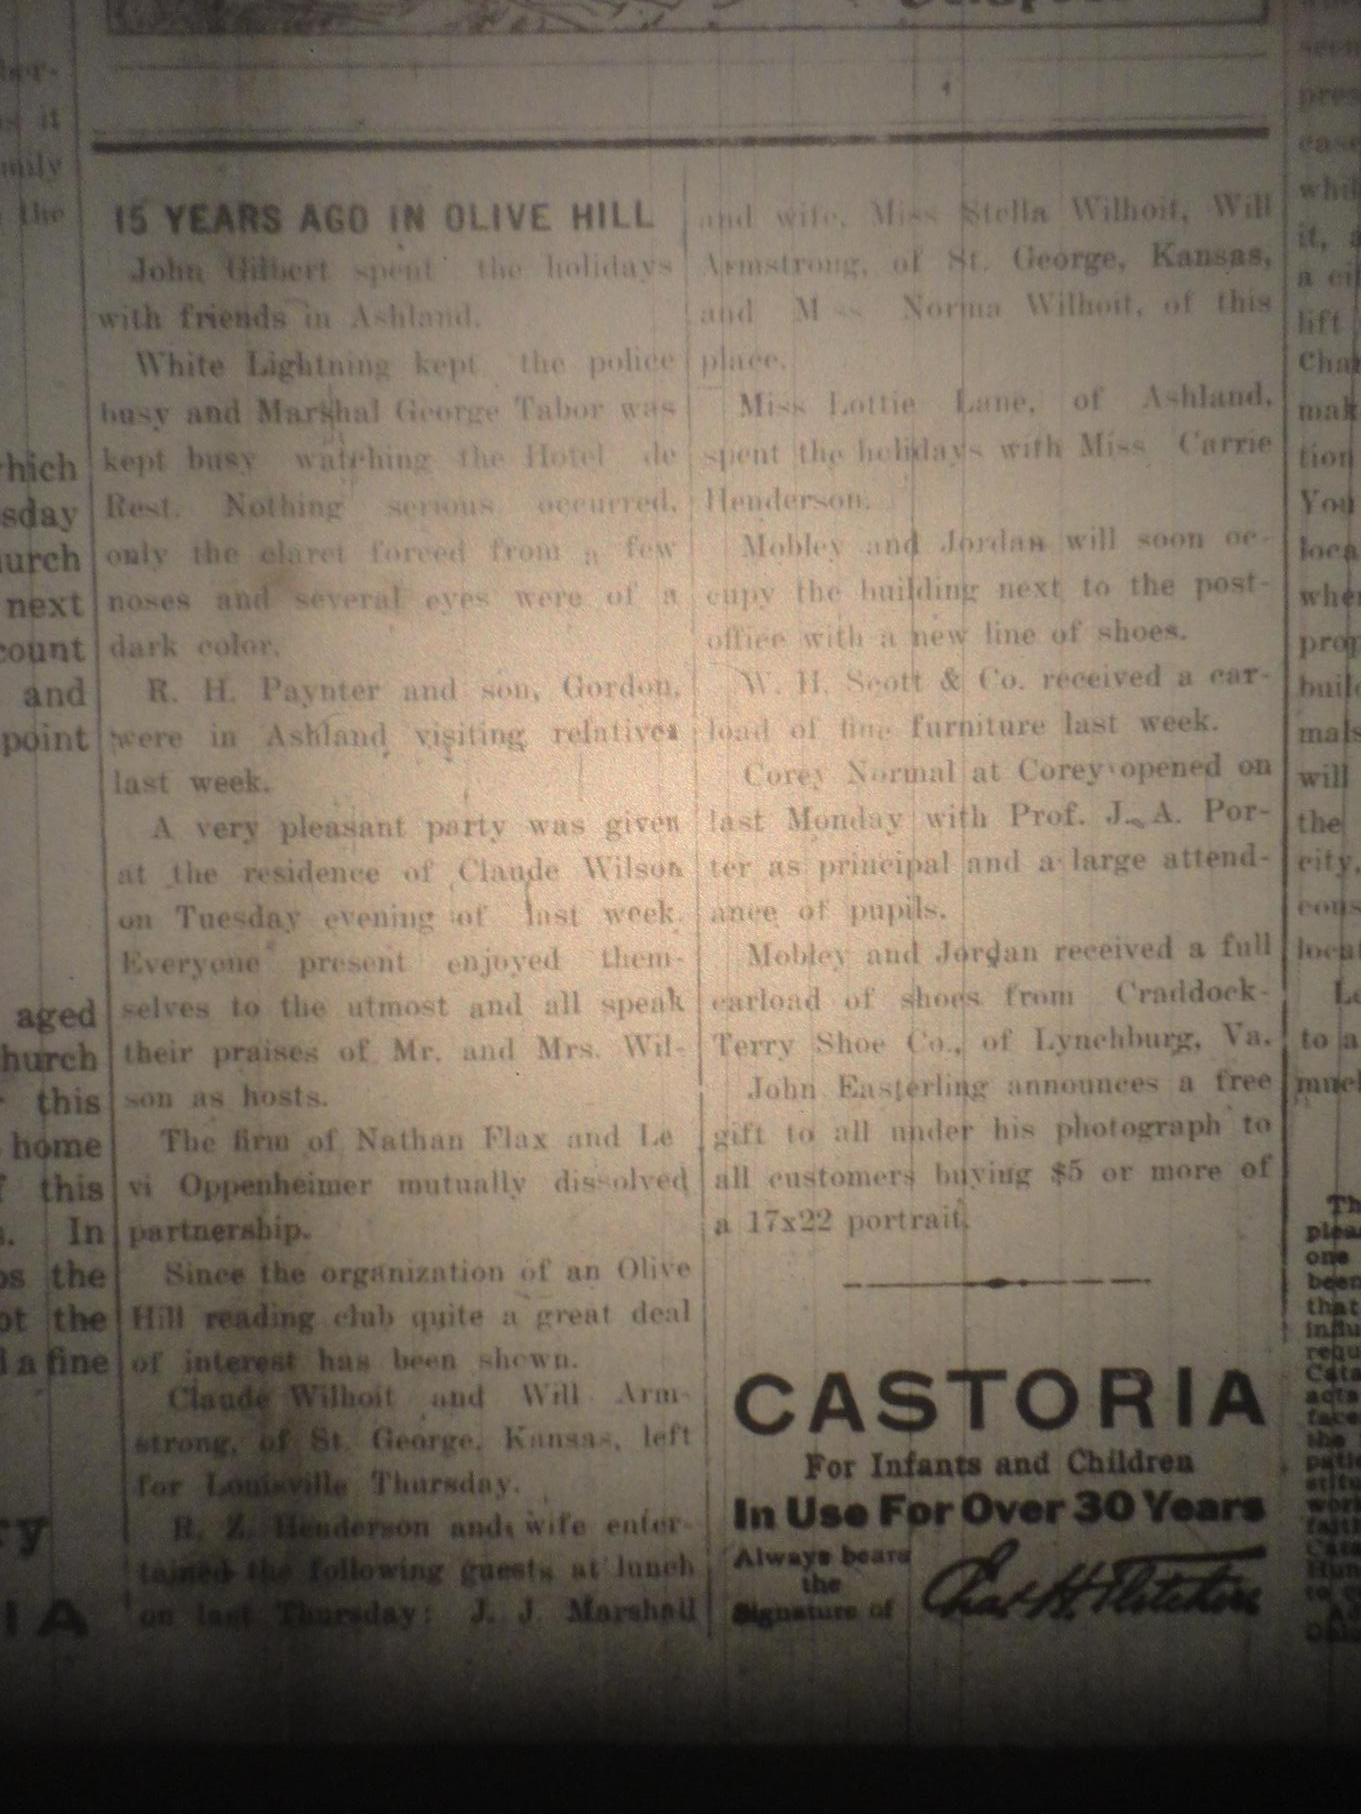 15 YEARS AGO IN OLIVE HILL
John Gilbert spent the holidays
with friends in Ashland.
White Lightning kept the police
busy and Marshal George Tabor was
kept busy watching the Hotel de
Rest. Nothing serious occurred,
only the claret forced from a few
noses and several eyes were of a
dark color.
R. H. Paynter and son, Gordon,
were in Ashland visiting relatives
last week.
A very pleasant party was given
at the residence of Claude Wilson
on Tuesday evening of last week.
Everyone present enjoyed them-
selves to the utmost and all speak
their praises of Mr. and Mrs. Wil-
son as hosts.
The firm of Nathan Flax and Le
vi Oppenheimer mutually dissolved
partnership.
Since the organization of an Olive
Hill reading club quite a great deal
of interest has been shown.
Claude Wilhoit and Will Arm-
strong, of St. George, Kansas, left
for Louisville Thursday.
R. Z. Henderson and wife enter-
tained the following guests at lunch
on last Thursday: J. J. Marshall
and wife, Miss Stella Wilhoit, Will
Armstrong, of St. George, Kansas,
and Miss Norma Wilhoit, of this
place.
Miss Lottie Lane, of Ashland,
spent the holidays with Miss Carrie
Henderson.
Mobley and Jordan will soon oc-
cupy the building next to the post-
office with a new line of shoes.
W. H. Scott & Co. received a car-
load of fine furniture last week.
Corey Normal at Corey opened on
last Monday with Prof. J. A. Por-
ter as principal and a large attend-
ance of pupils.
Mobley and Jordan received a full
carload of shoes from Craddock-
Terry Shoe Co., of Lynchburg, Va.
John Easterling announces a free
gift to all under his photograph to
all customers buying $5 or more of
a 17x22 portrait.
CASTORIA
For Infants and Children
In Use For Over 30 Years
Always bears
the
Signature of
Chas H. Fletcher